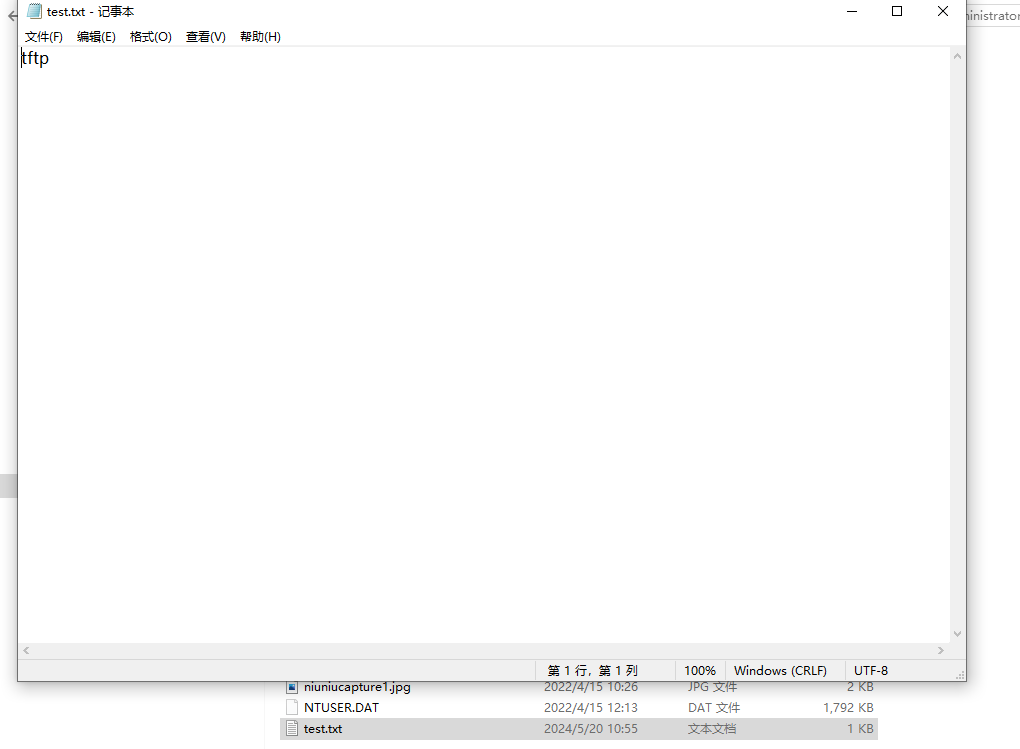 test.txt - 记事本
文件(F) 编辑(E) 格式(O) 查看(V) 帮助(H)
tftp
第 1 行，第 1 列 100% Windows (CRLF) UTF-8
niuniucapture1.jpg 2022/4/15 10:26 JPG 文件 2 KB
NTUSER.DAT 2022/4/15 12:13 DAT 文件 1,792 KB
test.txt 2024/5/20 10:55 文本文档 1 KB